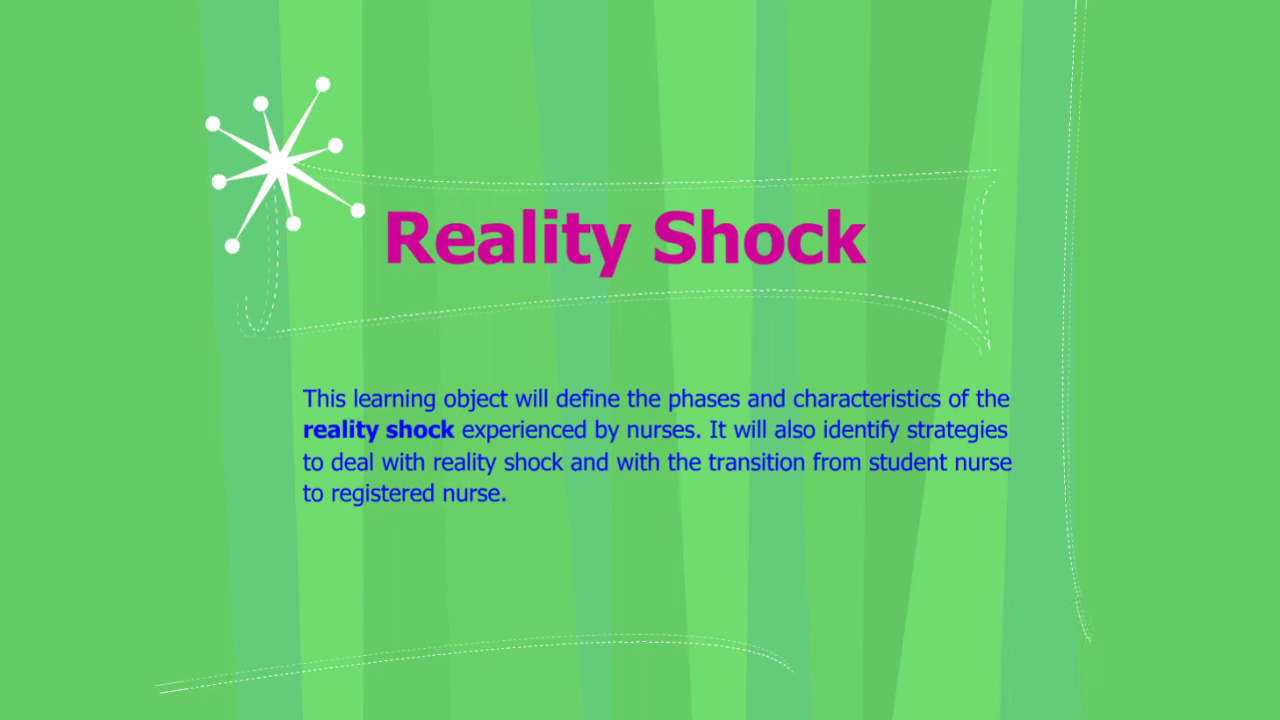 Reality Shock
This learning object will define the phases and characteristics of the
reality shock experienced by nurses. It will also identify strategies
to deal with reality shock and with the transition from student nurse
to registered nurse.